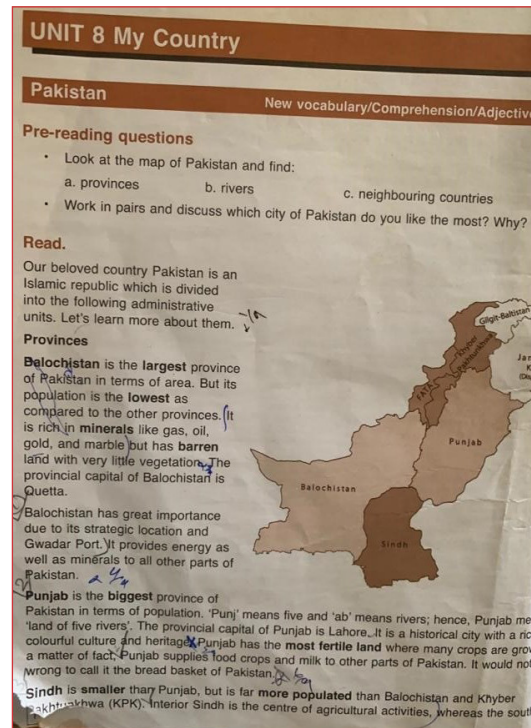 UNIT 8 My Country
Pakistan
New vocabulary/Comprehension/Adjective
Pre-reading questions
• Look at the map of Pakistan and find:
a. provinces b. rivers c. neighbouring countries
• Work in pairs and discuss which city of Pakistan do you like the most? Why?
Read.
Our beloved country Pakistan is an
Islamic republic which is divided
into the following administrative
units. Let's learn more about them.
Provinces
Balochistan is the largest province
of Pakistan in terms of area. But its
population is the lowest as
compared to the other provinces. It
is rich in minerals like gas, oil,
gold, and marble but has barren
land with very little vegetation. The
provincial capital of Balochistan is
Quetta.
Balochistan has great importance
due to its strategic location and
Gwadar Port. It provides energy as
well as minerals to all other parts of
Pakistan.
Gilgit-Baltistan
Khyber
Pakhtunkhwa
FATA
Punjab
Balochistan
Sindh
Punjab is the biggest province of
Pakistan in terms of population. 'Punj' means five and 'ab' means rivers; hence, Punjab me
'land of five rivers'. The provincial capital of Punjab is Lahore. It is a historical city with a
colourful culture and heritage. Punjab has the most fertile land where many crops are gro
a matter of fact, Punjab supplies food crops and milk to other parts of Pakistan. It would not
wrong to call it the bread basket of Pakistan.
Sindh is smaller than Punjab, but is far more populated than Balochistan and Khyber
Pakhtunkhwa (KPK). Interior Sindh is the centre of agricultural activities, whereas the sout